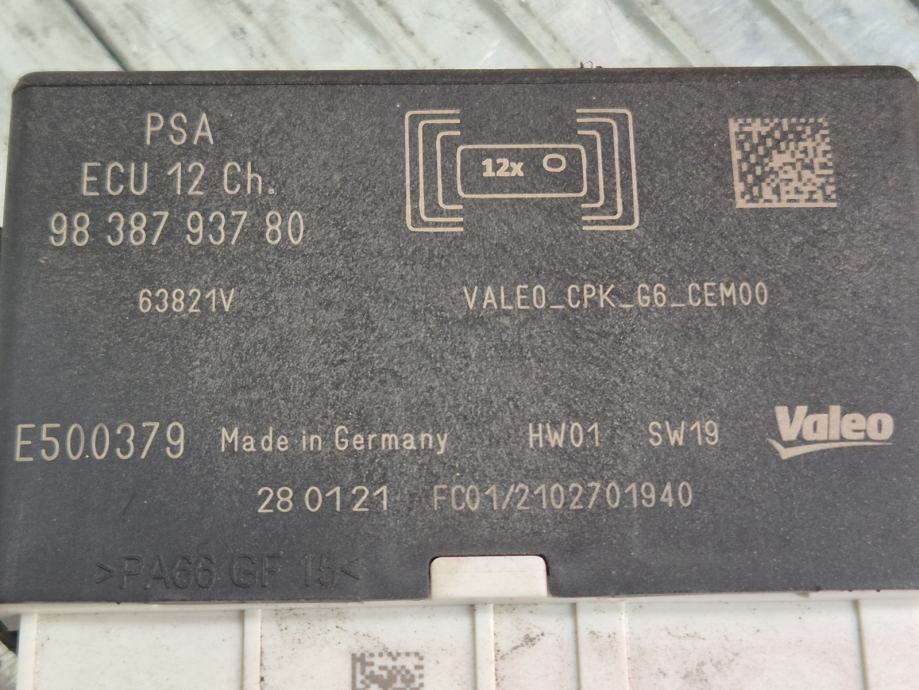 PSA
ECU 12 Ch.
98 387 937 80
12x
63821V
VALEO_CPK_G6_CEM00
E500379
Made in Germany
HW01
SW19
Valeo
28 01 21
FC01/2102701940
>PA66 GF 15<